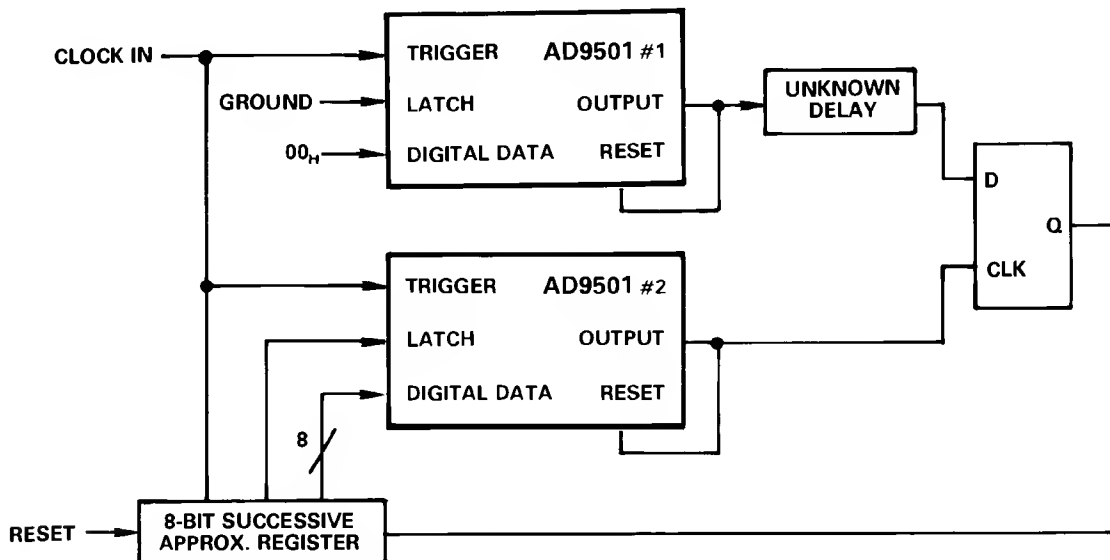 CLOCK IN
TRIGGER AD9501 #1
GROUND
LATCH OUTPUT
00H
DIGITAL DATA RESET
UNKNOWN
DELAY
D
Q
CLK
TRIGGER AD9501 #2
LATCH OUTPUT
DIGITAL DATA RESET
8
RESET
8-BIT SUCCESSIVE
APPROX. REGISTER